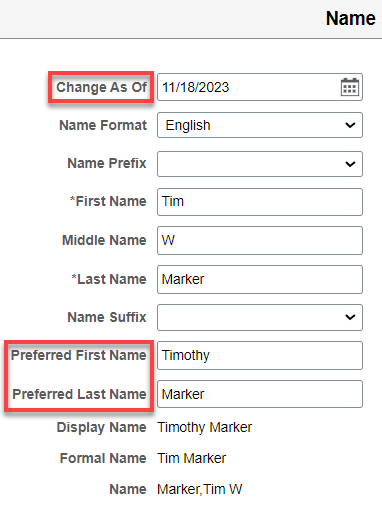 Name
Change As Of 11/18/2023
Name Format English
Name Prefix
*First Name Tim
Middle Name W
*Last Name Marker
Name Suffix
Preferred First Name Timothy
Preferred Last Name Marker
Display Name Timothy Marker
Formal Name Tim Marker
Name Marker,Tim W